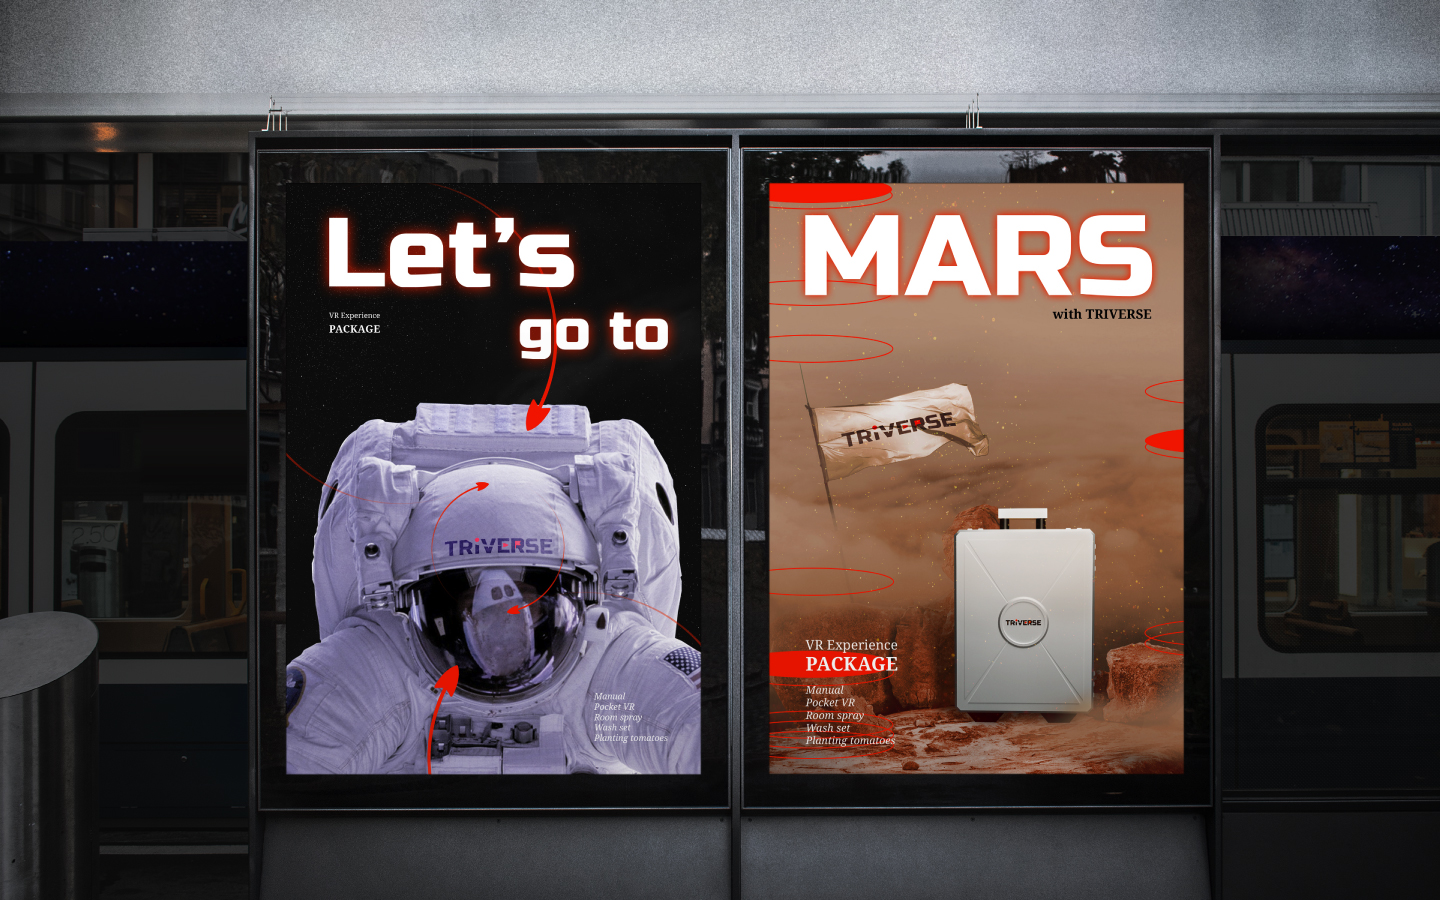 Let's
go to
VR Experience
PACKAGE
TRiVERSE
Manual
Pocket VR
Room spray
Wash set
Planting tomatoes
MARS
with TRIVERSE
TRiVERSE
TRiVERSE
VR Experience
PACKAGE
Manual
Pocket VR
Room spray
Wash set
Planting tomatoes